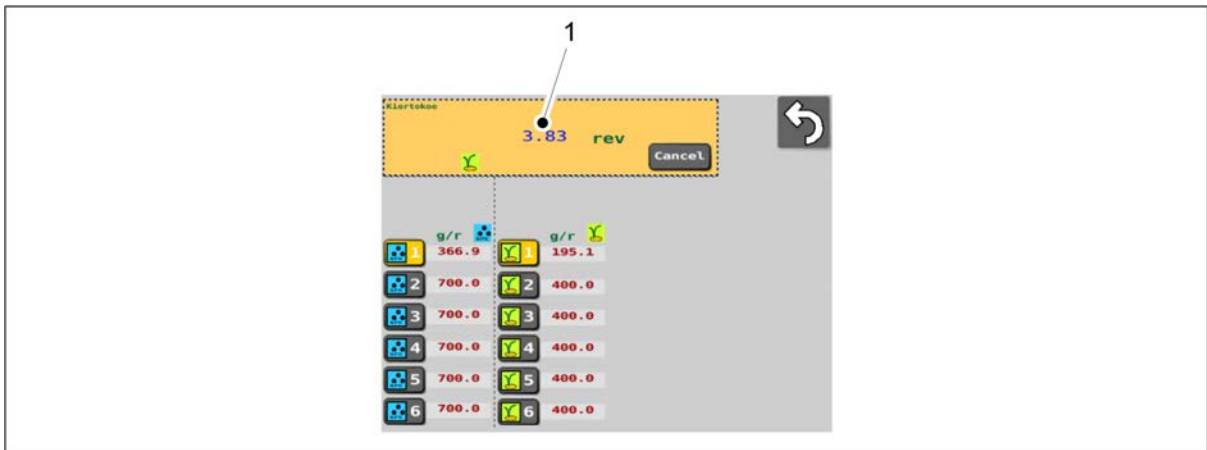 1
Kiertokoe
3.83 rev
Cancel
g/r g/r
1 366.9 1 195.1
2 700.0 2 400.0
3 700.0 3 400.0
4 700.0 4 400.0
5 700.0 5 400.0
6 700.0 6 400.0